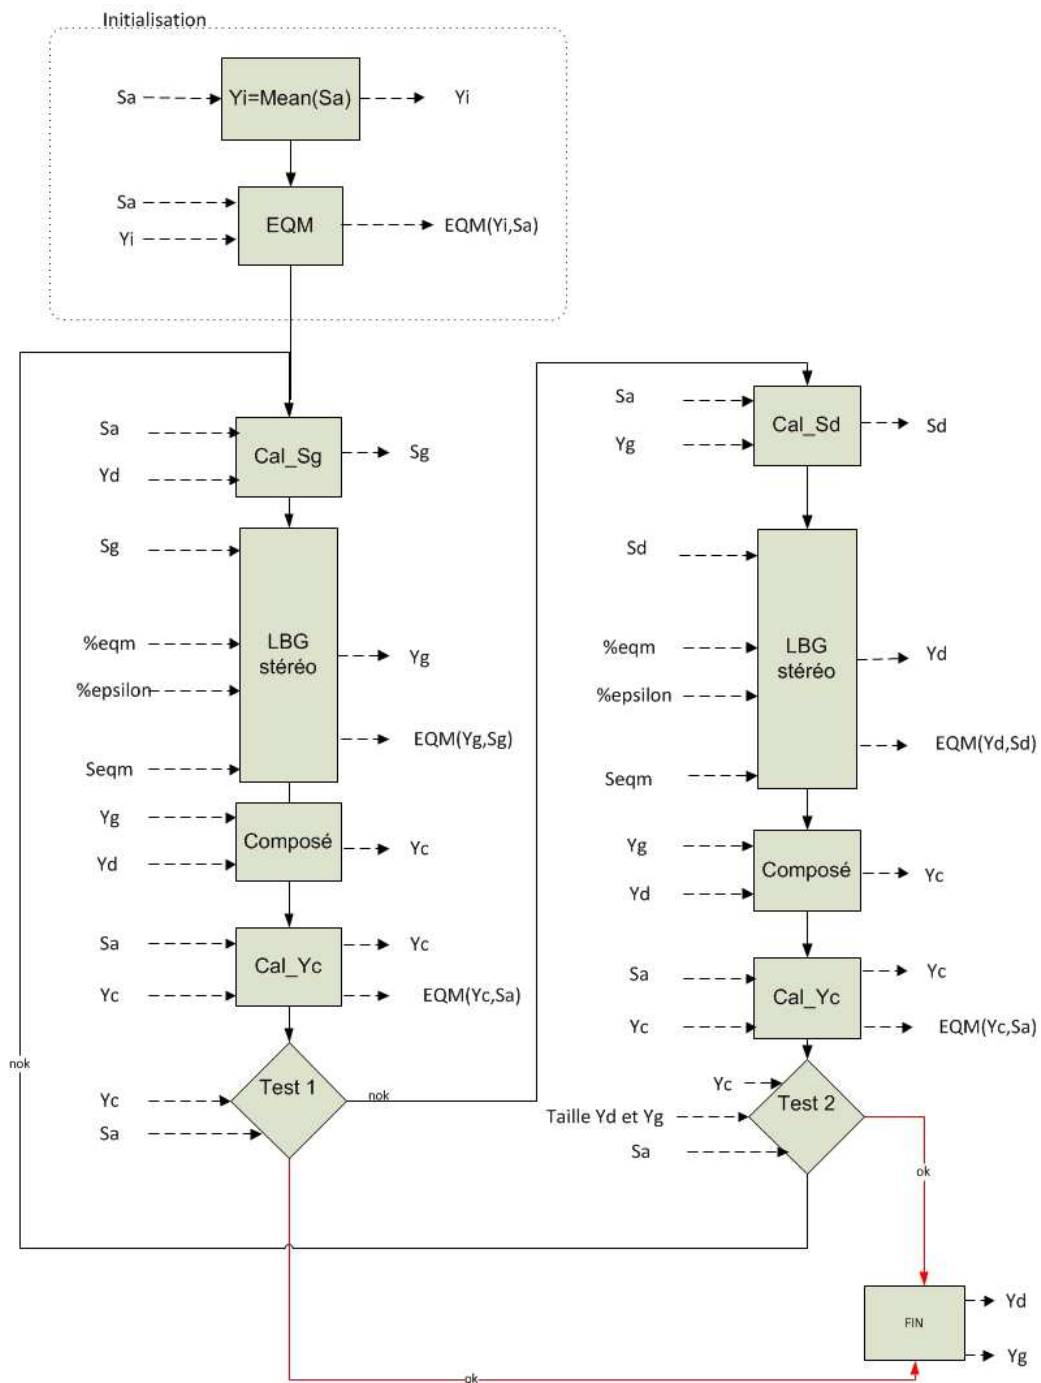 Initialisation
Sa
Yi=Mean(Sa)
Yi
Sa
Yi
EQM
EQM(Yi,Sa)
Sa
Yd
Cal_Sg
Sg
Sg
%eqm
%epsilon
Seqm
LBG
stéréo
Yg
EQM(Yg,Sg)
Yg
Yd
Composé
Yc
Sa
Yc
Cal_Yc
Yc
EQM(Yc,Sa)
nok
Yc
Sa
Test 1
nok
ok
Sa
Yg
Cal_Sd
Sd
Sd
%eqm
%epsilon
Seqm
LBG
stéréo
Yd
EQM(Yd,Sd)
Yg
Yd
Composé
Yc
Sa
Yc
Cal_Yc
Yc
EQM(Yc,Sa)
Yc
Taille Yd et Yg
Sa
Test 2
ok
FIN
Yd
Yg